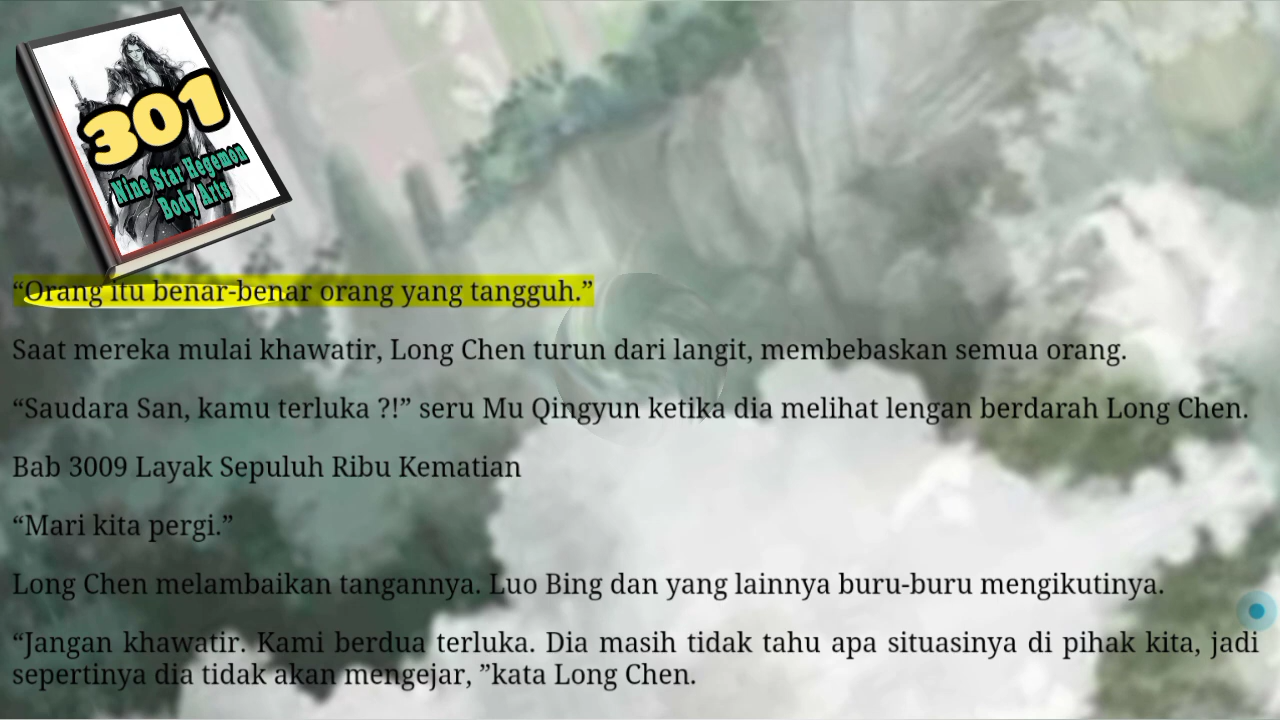 301
Nine Star Hegemon
Body Arts
“Orang itu benar-benar orang yang tangguh.”
Saat mereka mulai khawatir, Long Chen turun dari langit, membebaskan semua orang.
“Saudara San, kamu terluka ?!” seru Mu Qingyun ketika dia melihat lengan berdarah Long Chen.
Bab 3009 Layak Sepuluh Ribu Kematian
“Mari kita pergi.”
Long Chen melambaikan tangannya. Luo Bing dan yang lainnya buru-buru mengikutinya.
“Jangan khawatir. Kami berdua terluka. Dia masih tidak tahu apa situasinya di pihak kita, jadi
sepertinya dia tidak akan mengejar, ”kata Long Chen.